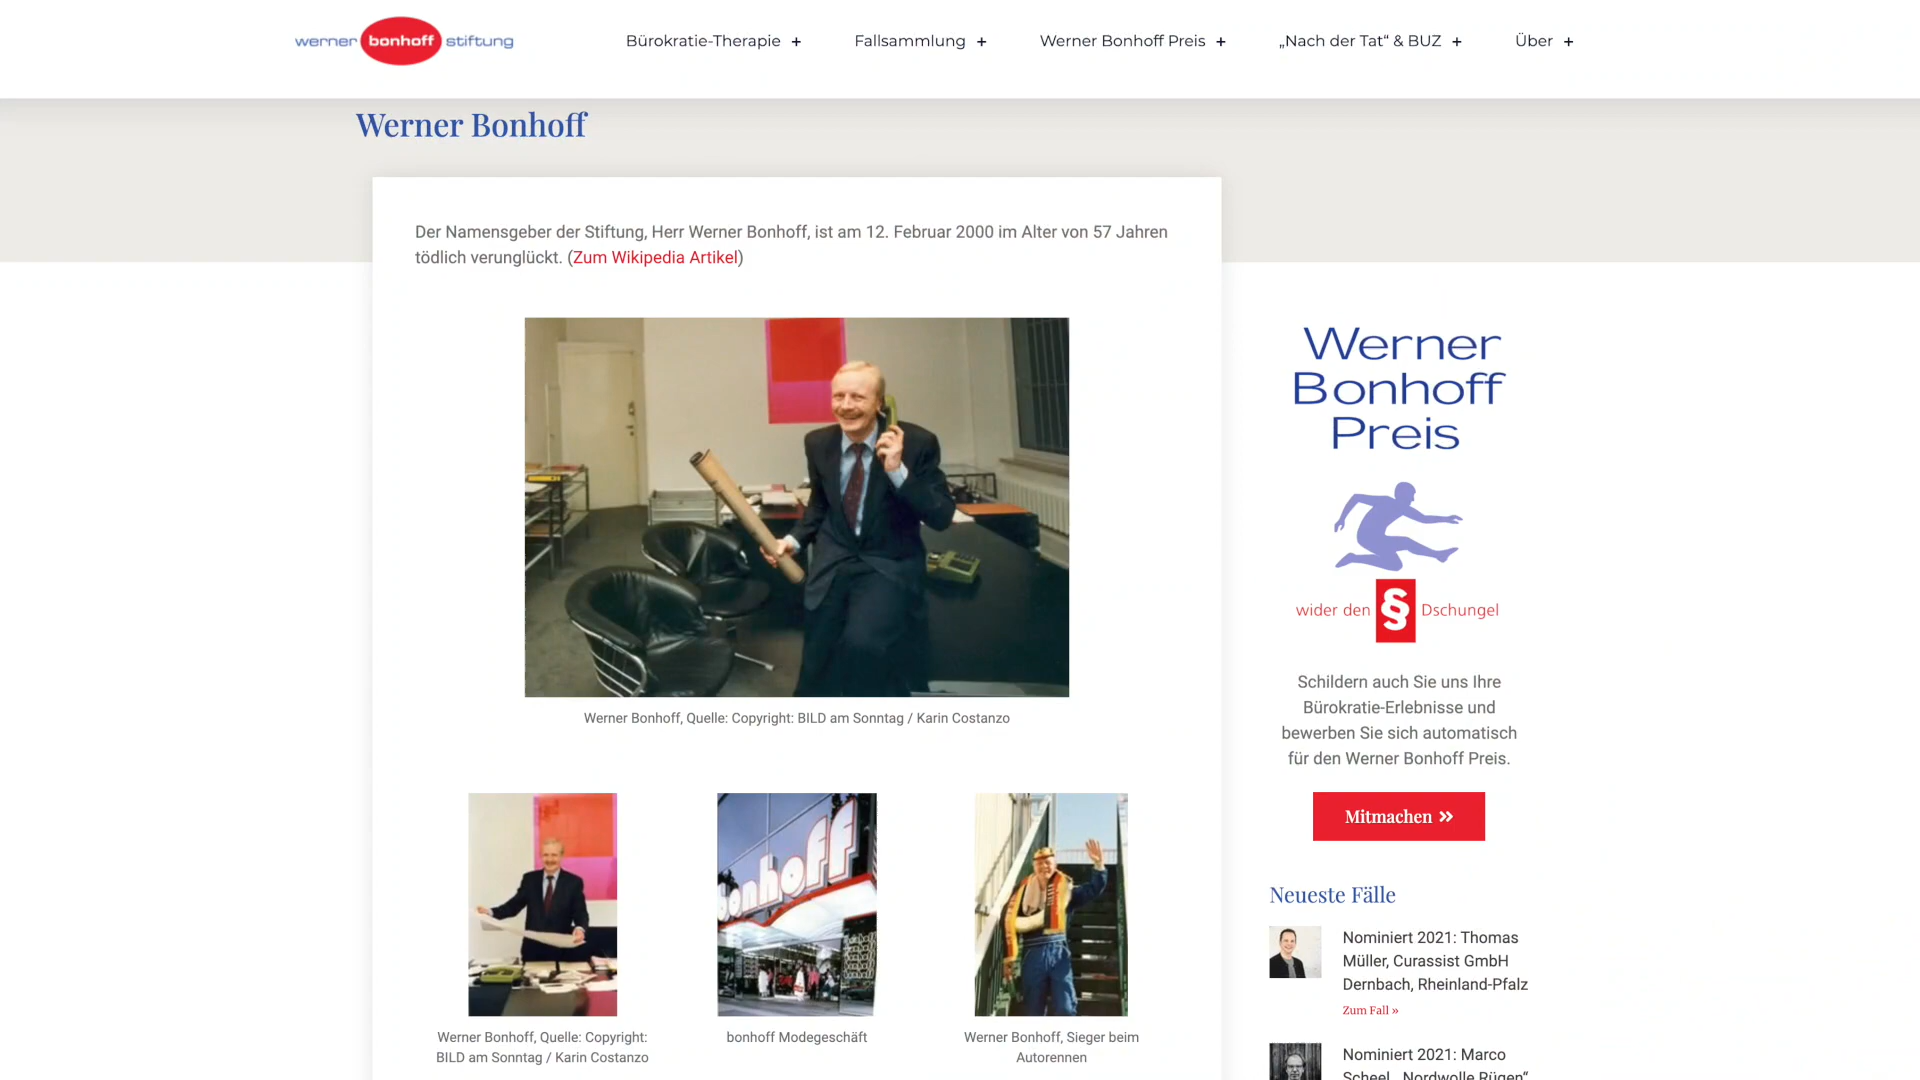 werner bonhoff stiftung
Bürokratie-Therapie +
Fallsammlung +
Werner Bonhoff Preis +
„Nach der Tat“ & BUZ +
Über +
Werner Bonhoff
Der Namensgeber der Stiftung, Herr Werner Bonhoff, ist am 12. Februar 2000 im Alter von 57 Jahren
tödlich verunglückt. (Zum Wikipedia Artikel)
Werner Bonhoff, Quelle: Copyright: BILD am Sonntag / Karin Costanzo
bonhoff
Werner Bonhoff, Quelle: Copyright:
BILD am Sonntag / Karin Costanzo
bonhoff Modegeschäft
Werner Bonhoff, Sieger beim
Autorennen
Werner
Bonhoff
Preis
wider den § Dschungel
Schildern auch Sie uns Ihre
Bürokratie-Erlebnisse und
bewerben Sie sich automatisch
für den Werner Bonhoff Preis.
Mitmachen »
Neueste Fälle
Nominiert 2021: Thomas
Müller, Curassist GmbH
Dernbach, Rheinland-Pfalz
Zum Fall »
Nominiert 2021: Marco
Scheel „Nordwolle Rügen“